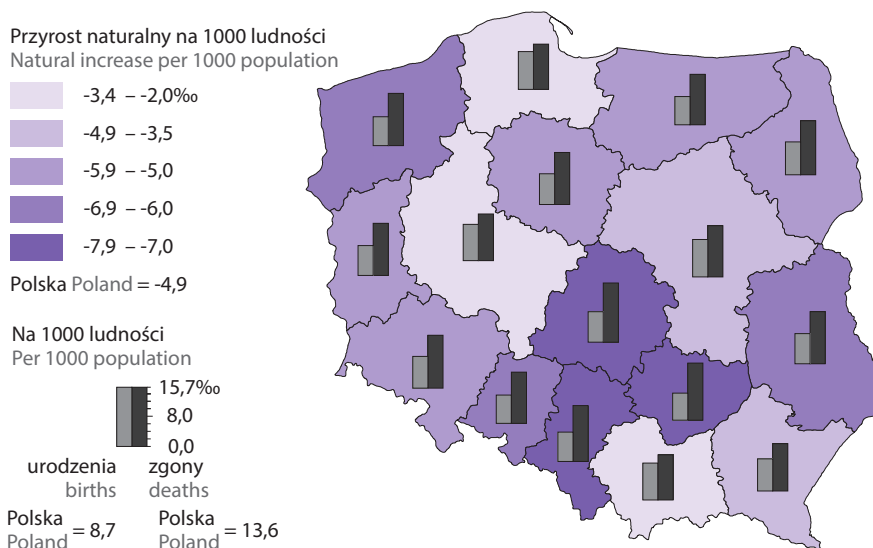 Przyrost naturalny na 1000 ludności
Natural increase per 1000 population
-3,4 – -2,0‰
-4,9 – -3,5
-5,9 – -5,0
-6,9 – -6,0
-7,9 – -7,0
Polska Poland = -4,9
Na 1000 ludności
Per 1000 population
15,7‰
8,0
0,0
urodzenia zgony
births deaths
Polska Poland = 8,7
Polska Poland = 13,6